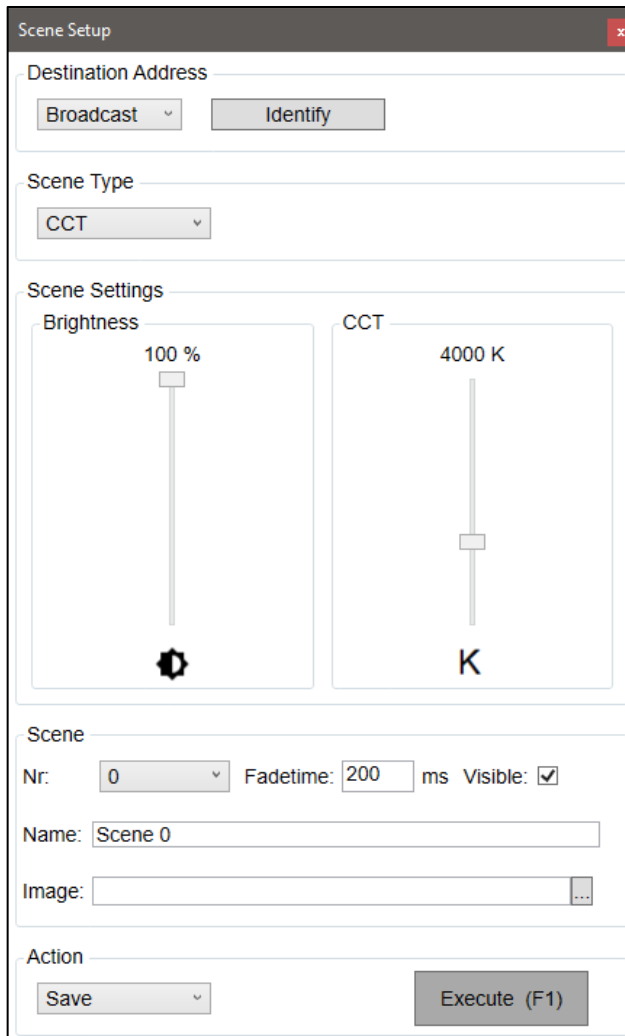 Scene Setup x
Destination Address
Broadcast Identify
Scene Type
CCT
Scene Settings
Brightness CCT
100 % 4000 K
K
Scene
Nr: 0 Fadetime: 200 ms Visible:
Name: Scene 0
Image: ...
Action
Save Execute (F1)